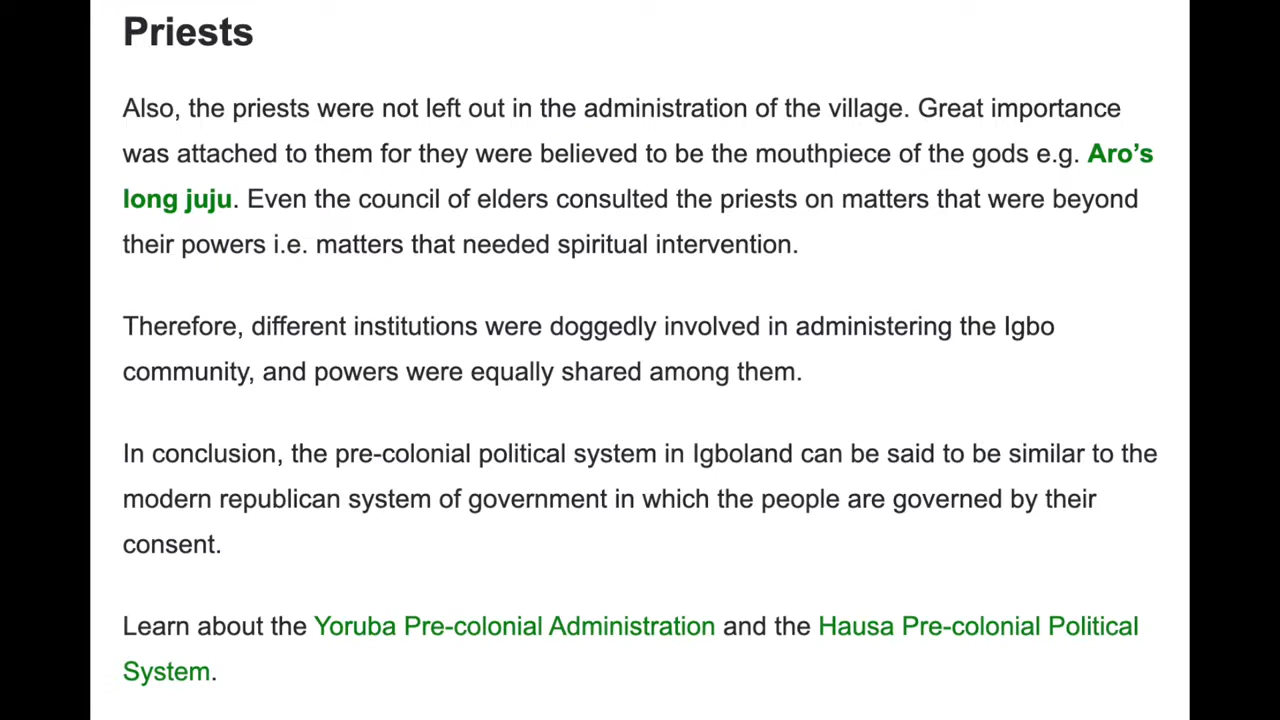 Priests
Also, the priests were not left out in the administration of the village. Great importance
was attached to them for they were believed to be the mouthpiece of the gods e.g. Aro’s
long juju. Even the council of elders consulted the priests on matters that were beyond
their powers i.e. matters that needed spiritual intervention.
Therefore, different institutions were doggedly involved in administering the Igbo
community, and powers were equally shared among them.
In conclusion, the pre-colonial political system in Igboland can be said to be similar to the
modern republican system of government in which the people are governed by their
consent.
Learn about the Yoruba Pre-colonial Administration and the Hausa Pre-colonial Political
System.